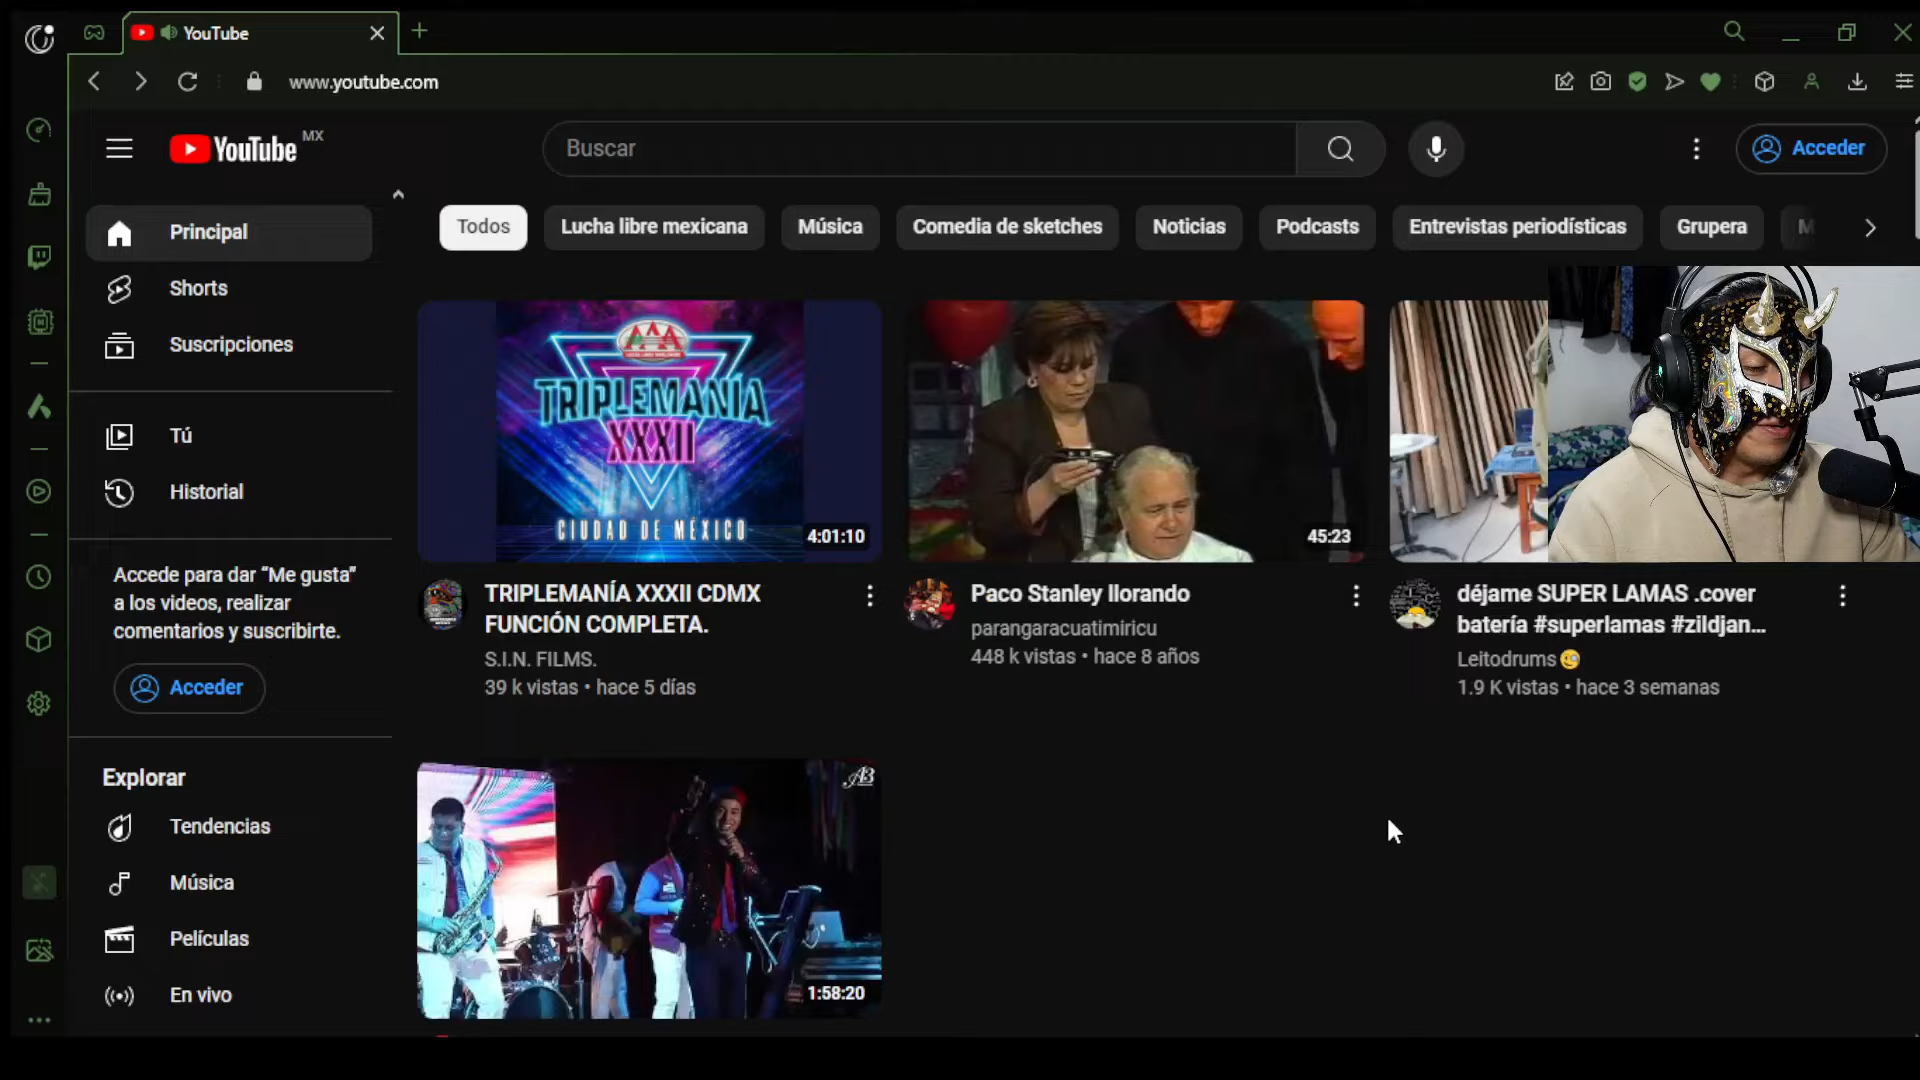 YouTube
www.youtube.com
YouTube MX
Buscar
Acceder
Principal
Shorts
Suscripciones
Tú
Historial
Accede para dar “Me gusta”
a los videos, realizar
comentarios y suscribirte.
Acceder
Explorar
Tendencias
Música
Películas
En vivo
Todos
Lucha libre mexicana
Música
Comedia de sketches
Noticias
Podcasts
Entrevistas periodísticas
Grupera
M
AAA
TRIPLEMANÍA
XXXII
CIUDAD DE MÉXICO
4:01:10
TRIPLEMANÍA XXXII CDMX
FUNCIÓN COMPLETA.
S.I.N. FILMS.
39 k vistas • hace 5 días
45:23
Paco Stanley llorando
parangaracuatimiricu
448 k vistas • hace 8 años
déjame SUPER LAMAS .cover
batería #superlamas #zildjan...
Leitodrums🧐
1.9 K vistas • hace 3 semanas
AB
1:58:20